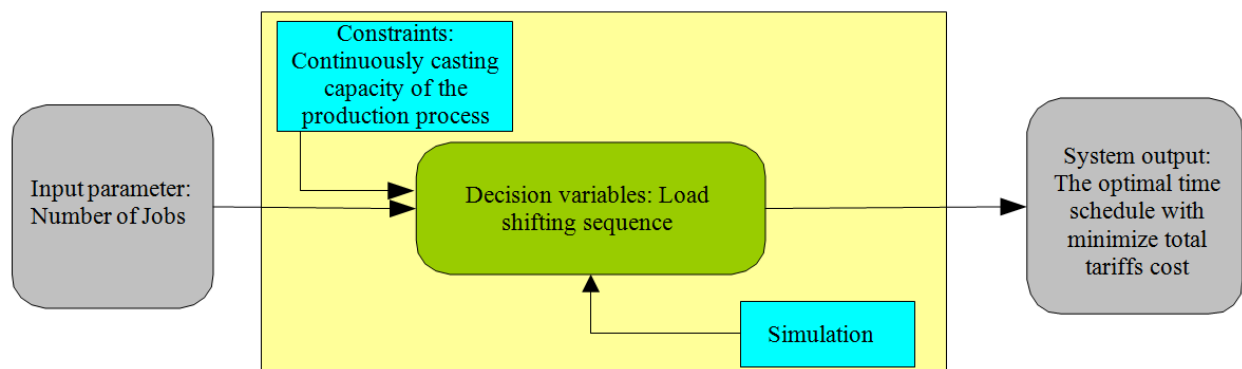 Constraints:
Continuously casting
capacity of the
production process
Input parameter:
Number of Jobs
Decision variables: Load
shifting sequence
System output:
The optimal time
schedule with
minimize total
tariffs cost
Simulation